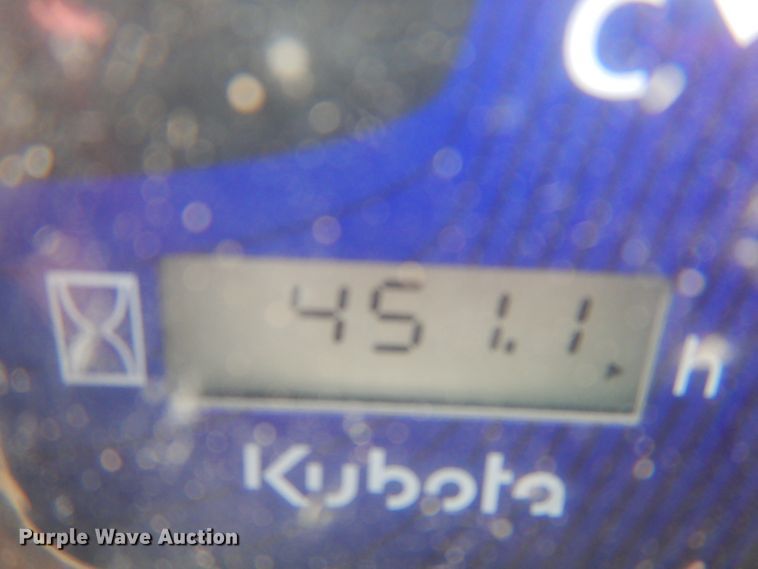 C
451.1 h
Kubota
Purple Wave Auction